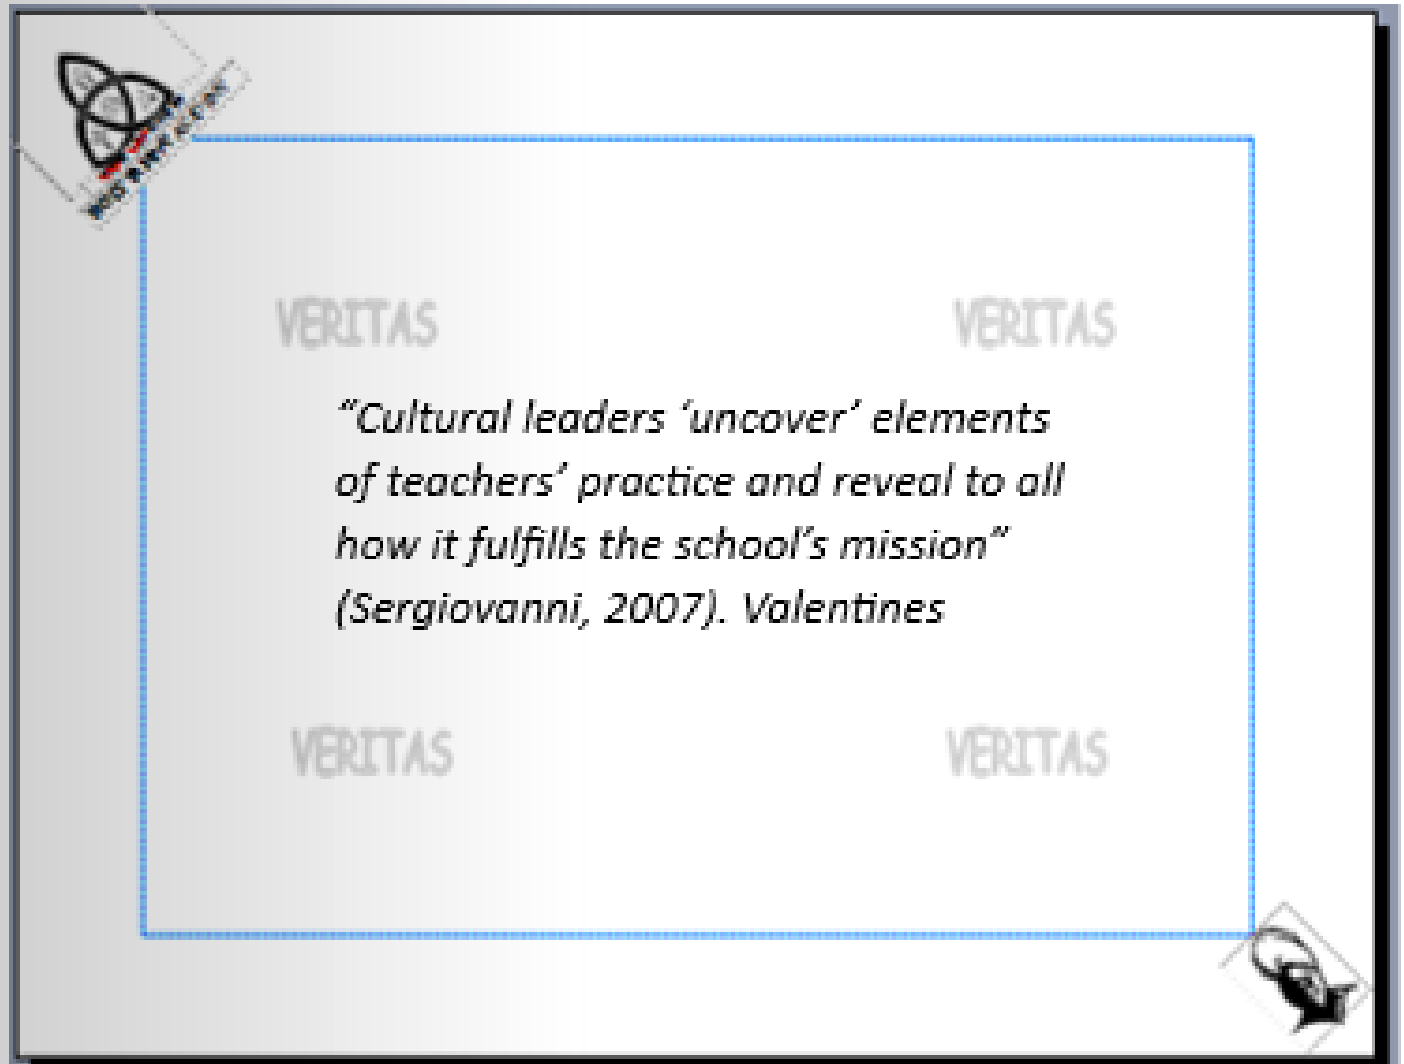 VERITAS VERITAS
“Cultural leaders ‘uncover’ elements
of teachers’ practice and reveal to all
how it fulfills the school’s mission”
(Sergiovanni, 2007). Valentines
VERITAS VERITAS